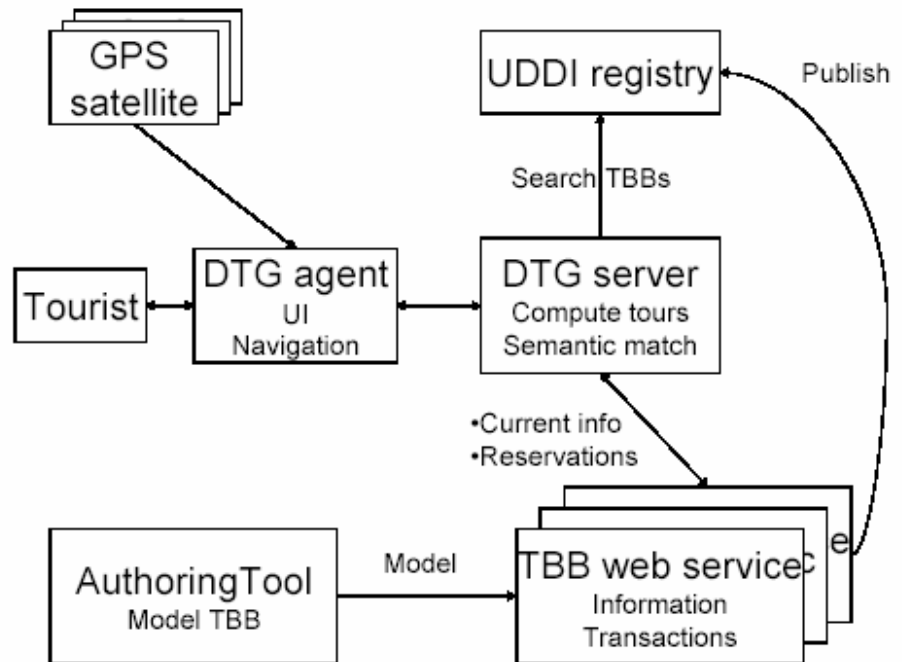 GPS
satellite
UDDI registry
Publish
Search TBBs
Tourist
DTG agent
UI
Navigation
DTG server
Compute tours
Semantic match
•Current info
•Reservations
AuthoringTool
Model TBB
Model
TBB web service
Information
Transactions
c
e